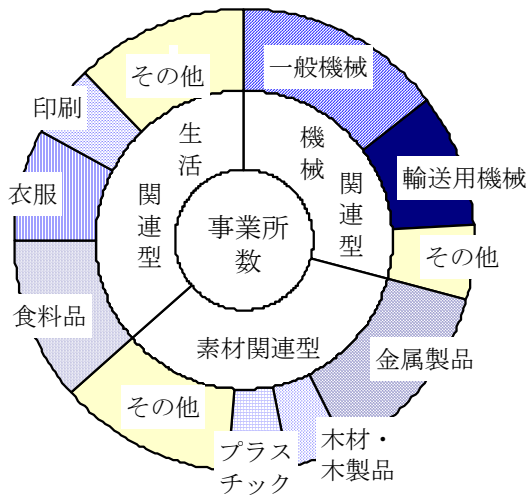 事業所
数
機械
関連型
素材関連型
生活
関連型
一般機械
輸送用機械
その他
金属製品
木材・
木製品
プラス
チック
その他
食料品
衣服
印刷
その他